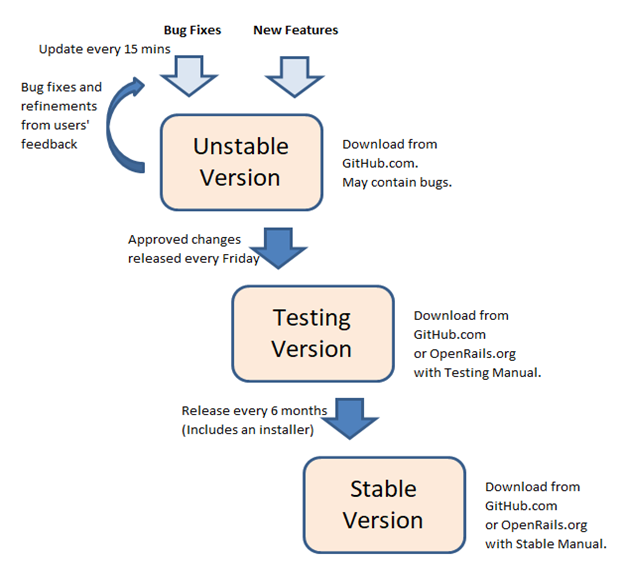 Bug Fixes
New Features
Update every 15 mins
Bug fixes and
refinements
from users'
feedback
Unstable
Version
Download from
GitHub.com.
May contain bugs.
Approved changes
released every Friday
Testing
Version
Download from
GitHub.com
or OpenRails.org
with Testing Manual.
Release every 6 months
(Includes an installer)
Stable
Version
Download from
GitHub.com
or OpenRails.org
with Stable Manual.